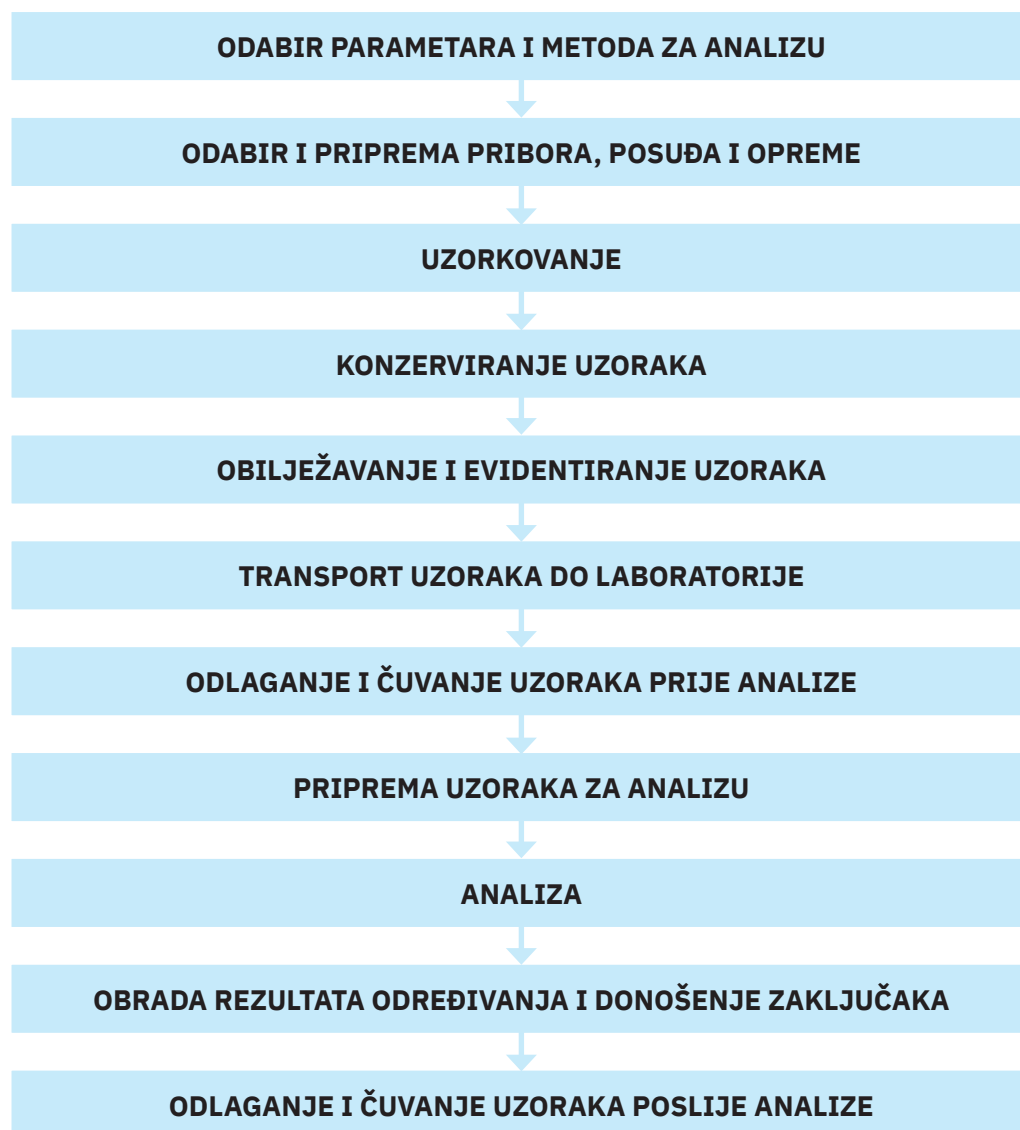 ODABIR PARAMETARA I METODA ZA ANALIZU
ODABIR I PRIPREMA PRIBORA, POSUĐA I OPREME
UZORKOVANJE
KONZERVIRANJE UZORAKA
OBILJEŽAVANJE I EVIDENTIRANJE UZORAKA
TRANSPORT UZORAKA DO LABORATORIJE
ODLAGANJE I ČUVANJE UZORAKA PRIJE ANALIZE
PRIPREMA UZORAKA ZA ANALIZU
ANALIZA
OBRADA REZULTATA ODREĐIVANJA I DONOŠENJE ZAKLJUČAKA
ODLAGANJE I ČUVANJE UZORAKA POSLIJE ANALIZE